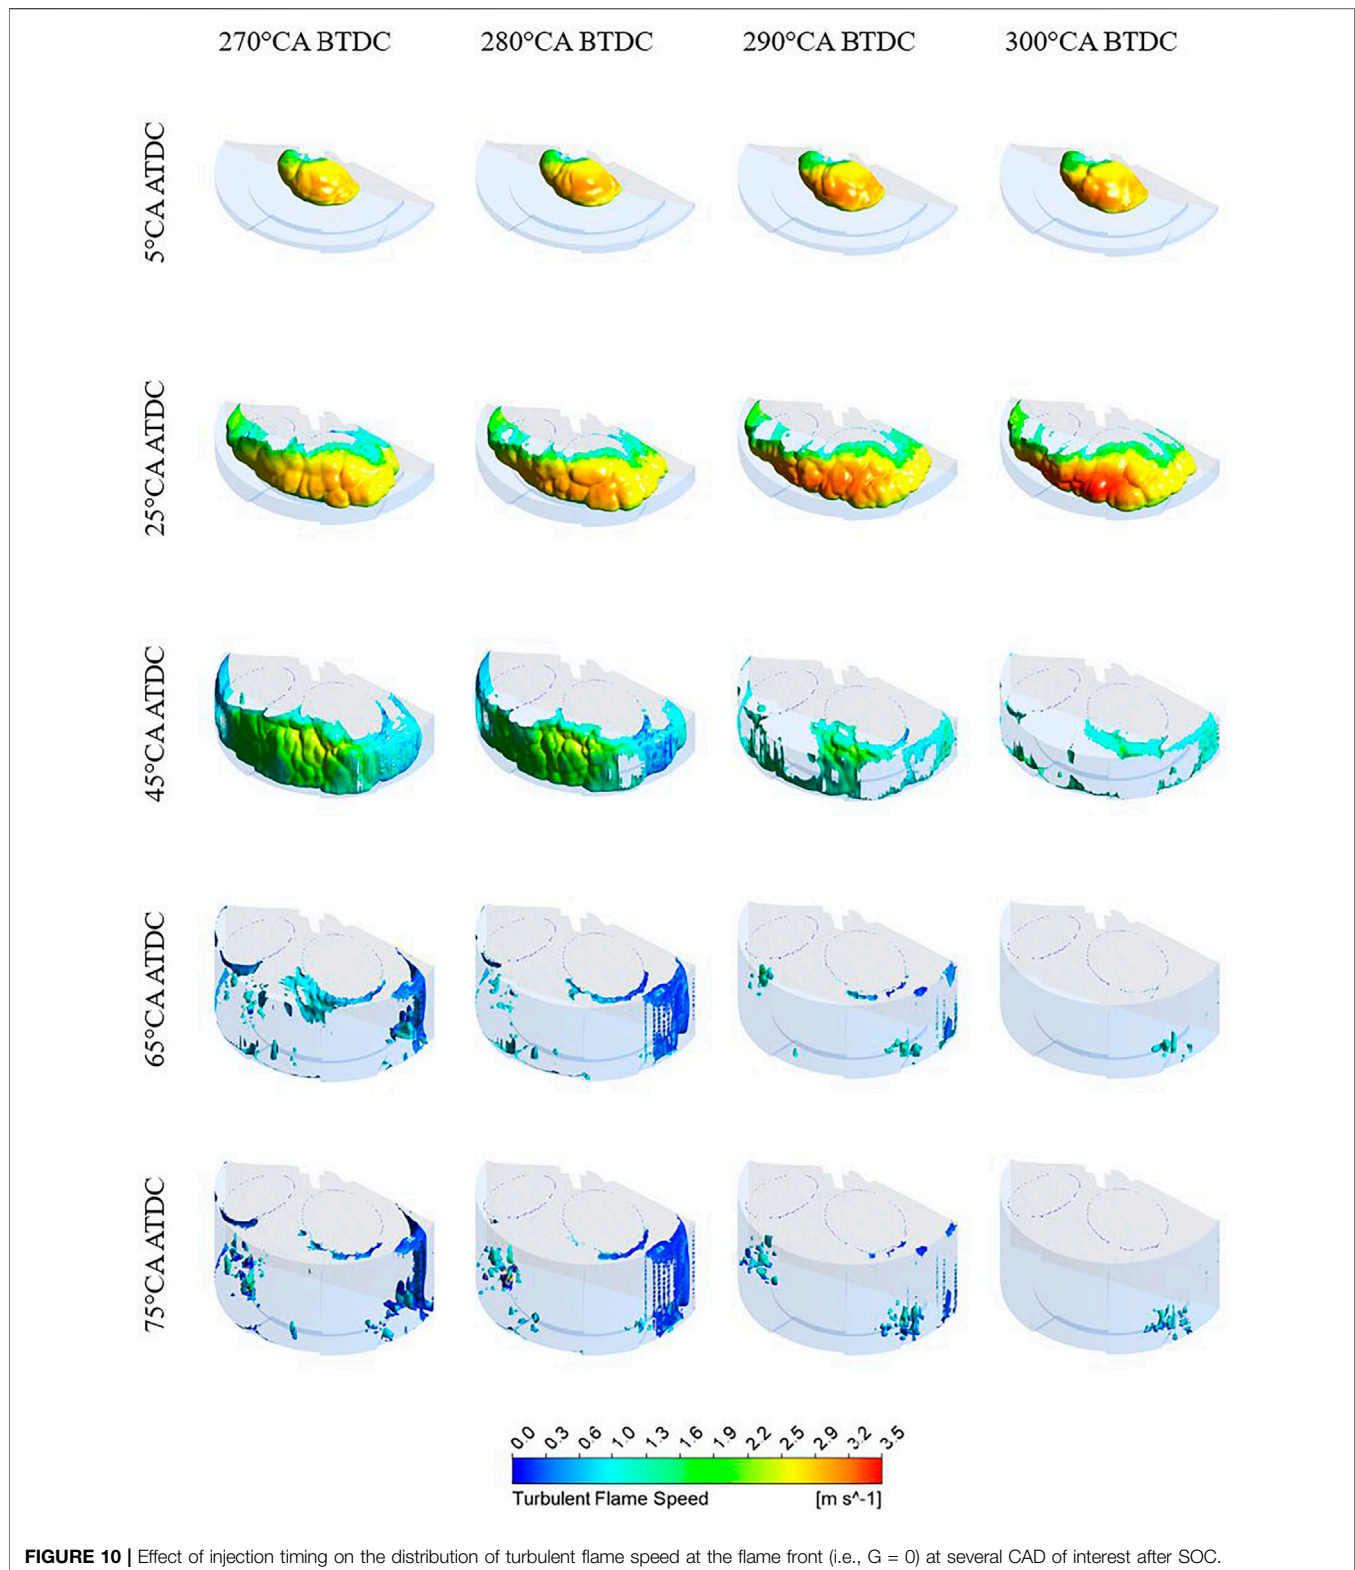 270°CA BTDC 280°CA BTDC 290°CA BTDC 300°CA BTDC
5°CA ATDC
25°CA ATDC
45°CA ATDC
65°CA ATDC
75°CA ATDC
0.0 0.3 0.6 1.0 1.3 1.6 1.9 2.2 2.5 2.9 3.2 3.5
Turbulent Flame Speed [m s^-1]
FIGURE 10 | Effect of injection timing on the distribution of turbulent flame speed at the flame front (i.e., G = 0) at several CAD of interest after SOC.